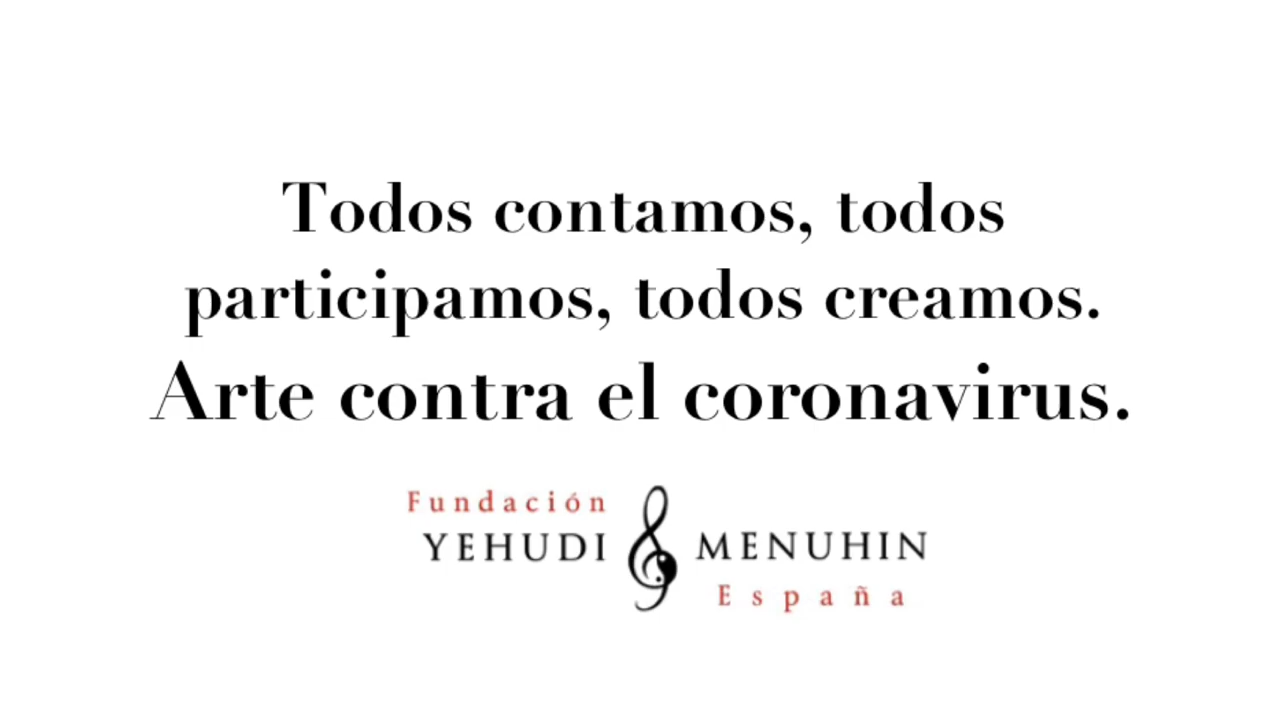 Todos contamos, todos
participamos, todos creamos.
Arte contra el coronavirus.
Fundación
YEHUDI MENUHIN
España